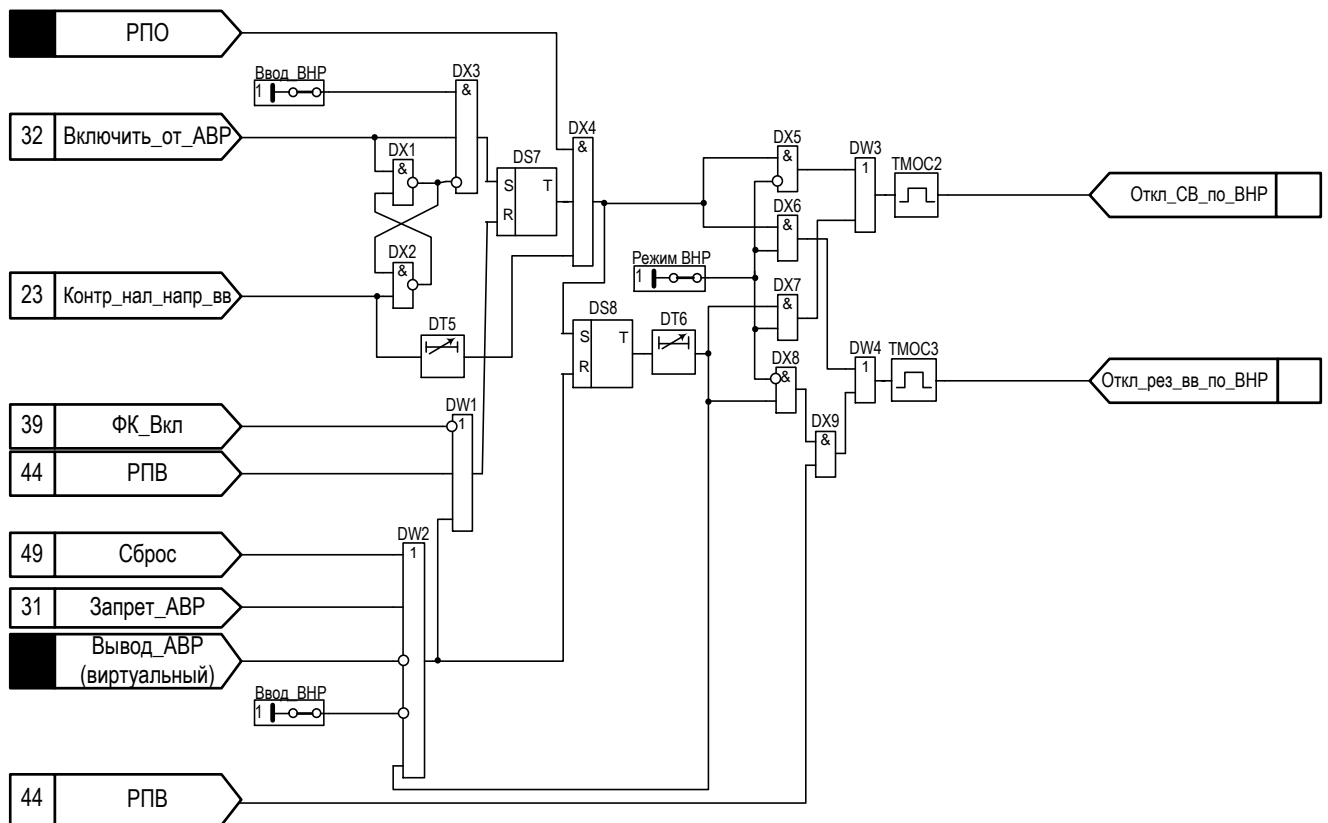 РПО
Ввод_ВНР
1
DX3
&
32 Включить_от_АВР
DX1
&
DX4
&
DS7
S T
R
DX5
&
DW3
1
TMOC2
Откл_СВ_по_ВНР
DX6
&
DX2
&
Режим ВНР
1
23 Контр_нал_напр_вв
DX7
&
DT5
DS8
S T
R
DT6
DX8
&
DW4
1
TMOC3
Откл_рез_вв_по_ВНР
DW1
1
DX9
&
39 ФК_Вкл
44 РПВ
DW2
1
49 Сброс
31 Запрет_АВР
Вывод_АВР
(виртуальный)
Ввод_ВНР
1
44 РПВ